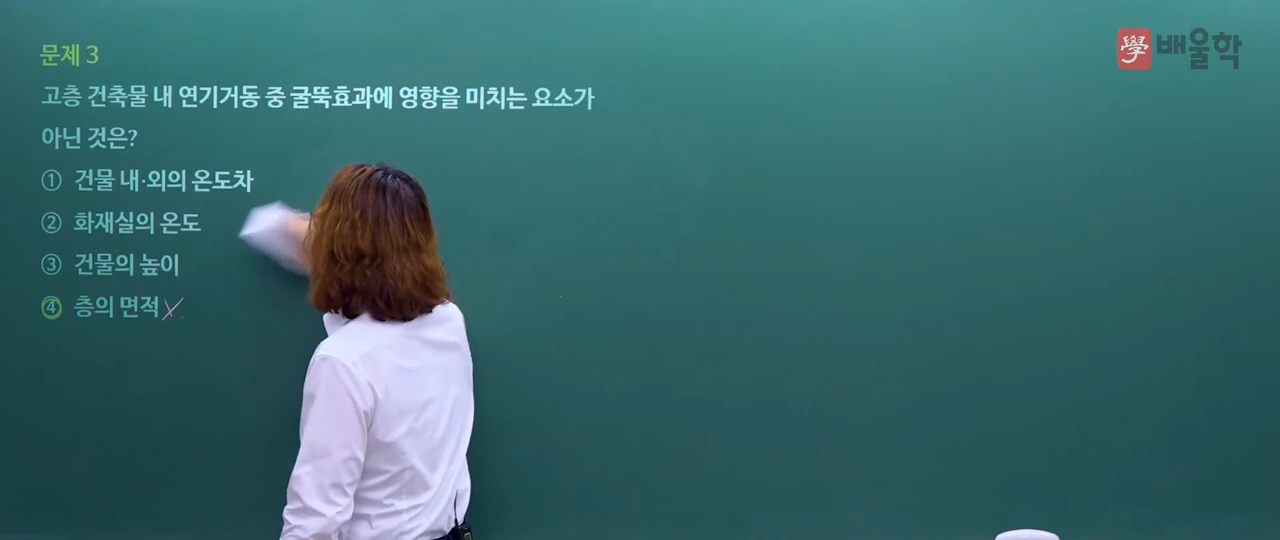 學 배울학
문제 3
고층 건축물 내 연기거동 중 굴뚝효과에 영향을 미치는 요소가
아닌 것은?
① 건물 내·외의 온도차
② 화재실의 온도
③ 건물의 높이
④ 층의 면적